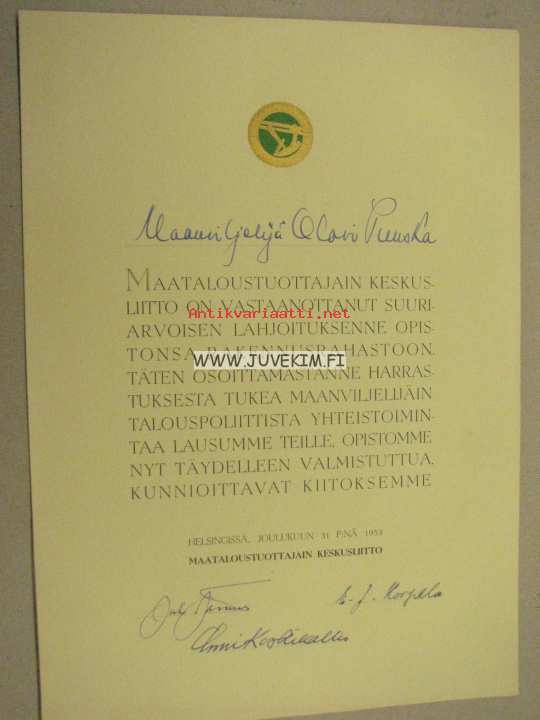 Maanviljelijä Olavi Puuska
MAATALOUSTUOTTAJAIN KESKUS-
LIITTO ON VASTAANOTTANUT SUURI-
Antikvariaatti.net
ARVOISEN LAHJOITUKSENNE OPIS-
TONSA RAKENNUSRAHASTOON.
WWW.JUVEKIM.FI
TÄTEN OSOITTAMASTANNE HARRAS-
TUKSESTA TUKEA MAANVILJELIJÄIN
TALOUSPOLIITTISTA YHTEISTOIMIN-
TAA LAUSUMME TEILLE, OPISTOMME
NYT TÄYDELLEEN VALMISTUTTUA,
KUNNIOITTAVAT KIITOKSEMME
HELSINGISSÄ, JOULUKUUN 31 P:NÄ 1953
MAATALOUSTUOTTAJAIN KESKUSLIITTO